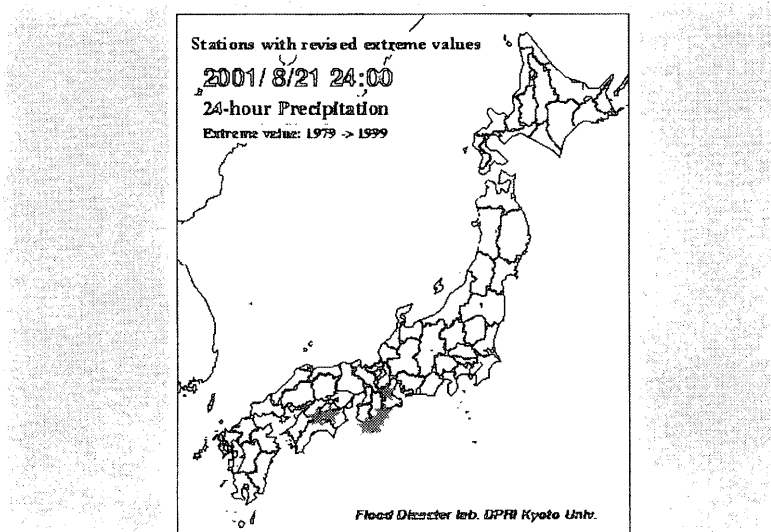 Stations with revised extreme values
2001/ 8/21 24:00
24-hour Precipitation
Extreme value: 1979 -> 1999
Flood Disaster lab. DPRI Kyoto Univ.